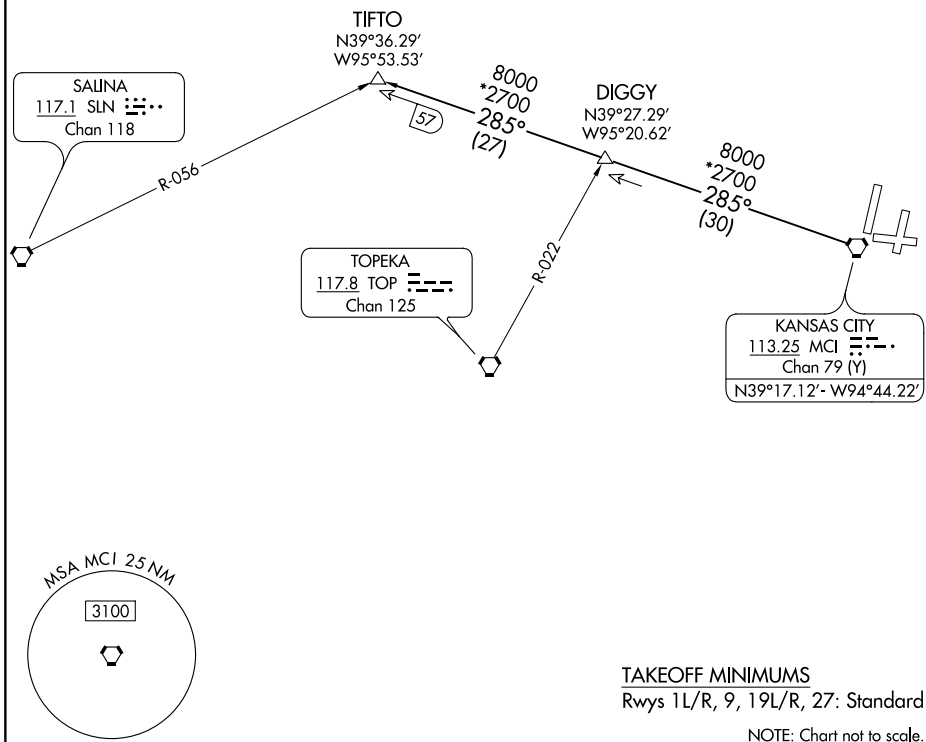 TIFTO
N39°36.29'
W95°53.53'
SALINA
117.1 SLN
Chan 118
8000
*2700
285°
(27)
57
DIGGY
N39°27.29'
W95°20.62'
8000
*2700
285°
(30)
R-056
R-022
TOPEKA
117.8 TOP
Chan 125
KANSAS CITY
113.25 MCI
Chan 79 (Y)
N39°17.12'- W94°44.22'
MSA MCI 25 NM
3100
TAKEOFF MINIMUMS
Rwys 1L/R, 9, 19L/R, 27: Standard
NOTE: Chart not to scale.